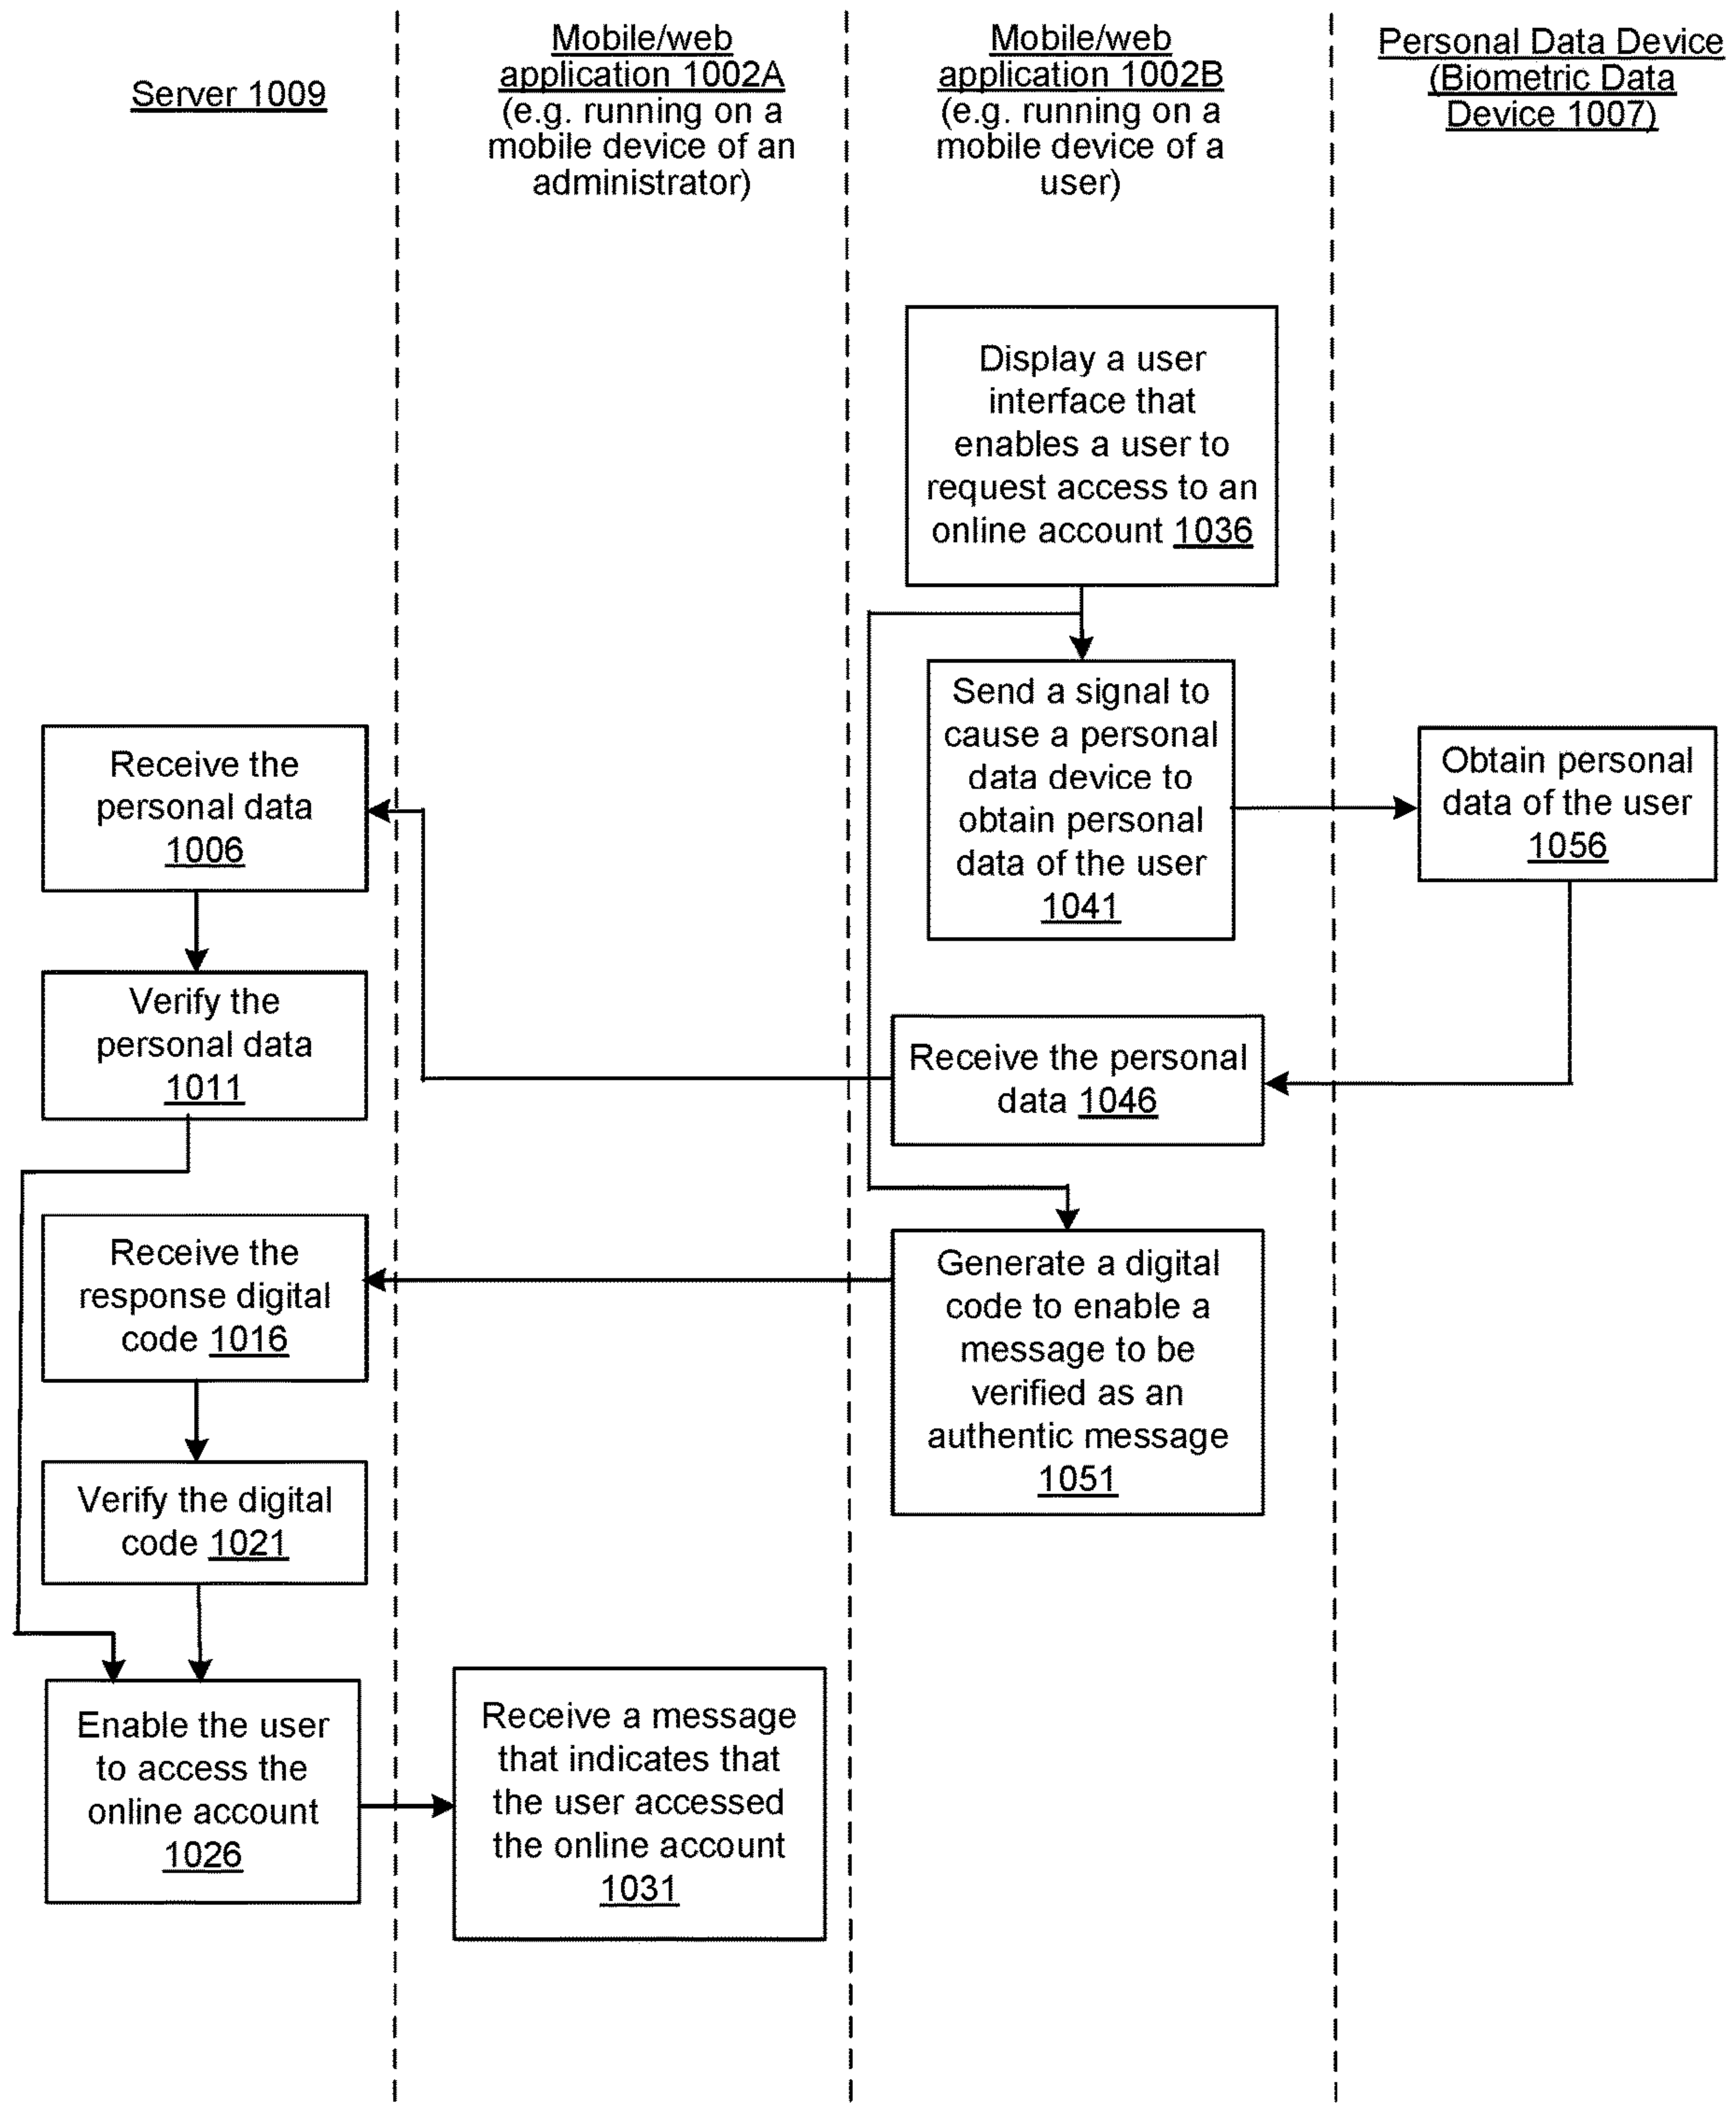 Server 1009
Mobile/web
application 1002A
(e.g. running on a
mobile device of an
administrator)
Mobile/web
application 1002B
(e.g. running on a
mobile device of a
user)
Personal Data Device
(Biometric Data
Device 1007)
Display a user
interface that
enables a user to
request access to an
online account 1036
Send a signal to
cause a personal
data device to
obtain personal
data of the user
1041
Obtain personal
data of the user
1056
Receive the
personal data
1006
Verify the
personal data
1011
Receive the personal
data 1046
Receive the
response digital
code 1016
Generate a digital
code to enable a
message to be
verified as an
authentic message
1051
Verify the digital
code 1021
Enable the user
to access the
online account
1026
Receive a message
that indicates that
the user accessed
the online account
1031